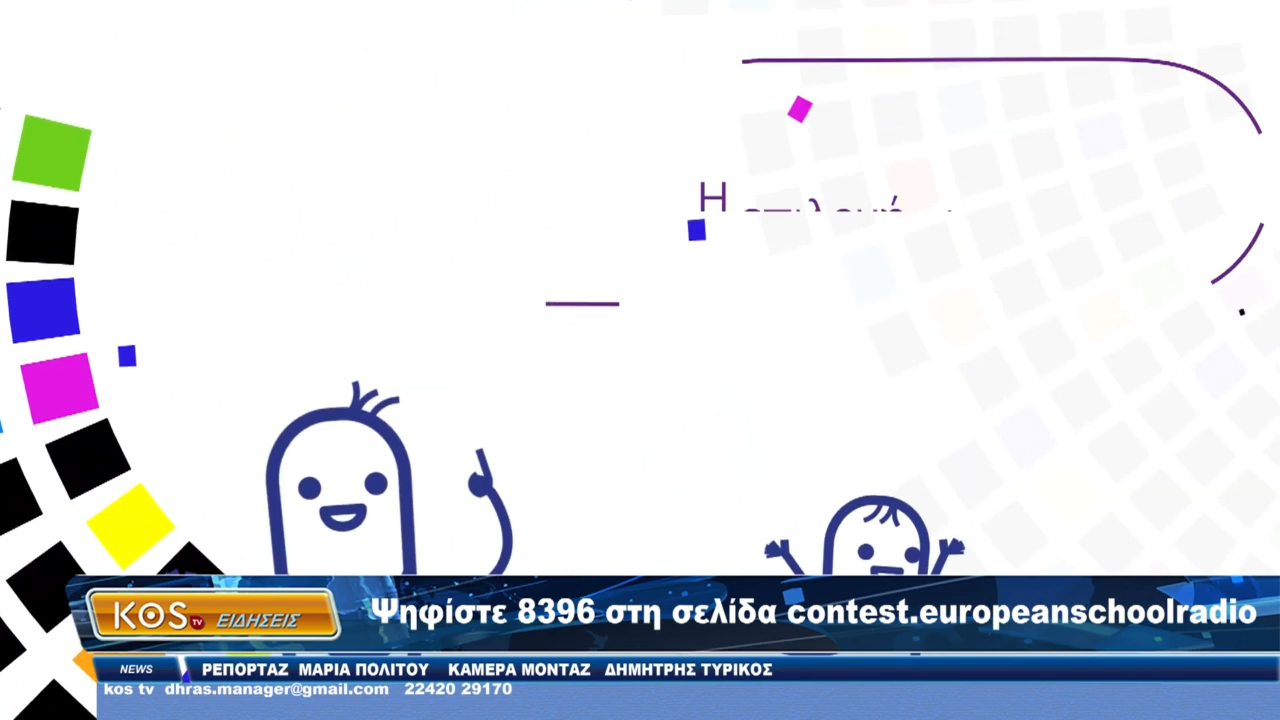 Η
KOS TV ΕΙΔΗΣΕΙΣ
Ψηφίστε 8396 στη σελίδα contest.europeanschoolradio
NEWS
ΡΕΠΟΡΤΑΖ ΜΑΡΙΑ ΠΟΛΙΤΟΥ ΚΑΜΕΡΑ ΜΟΝΤΑΖ ΔΗΜΗΤΡΗΣ ΤΥΡΙΚΟΣ
kos tv dhras.manager@gmail.com 22420 29170